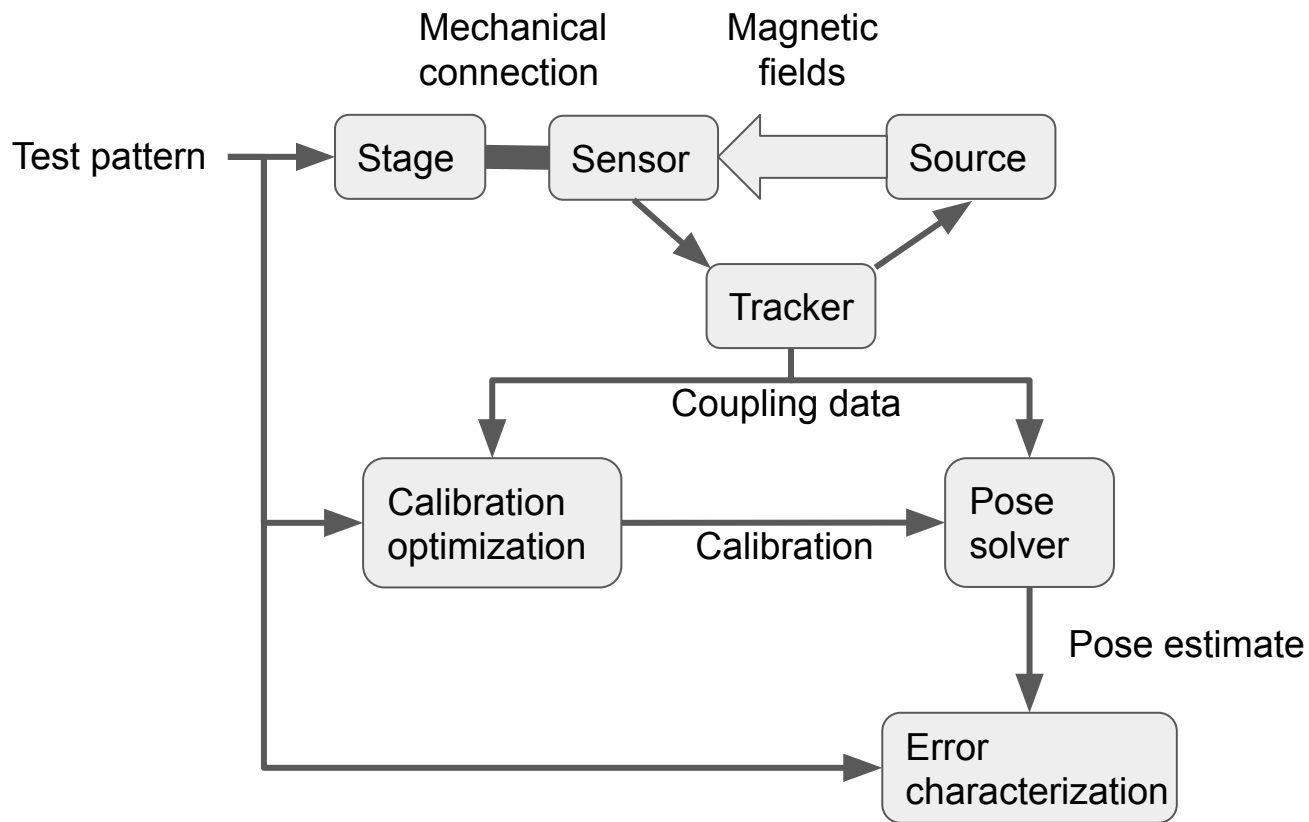 Mechanical
connection
Magnetic
fields
Test pattern
Stage
Sensor
Source
Tracker
Coupling data
Calibration
optimization
Calibration
Pose
solver
Pose estimate
Error
characterization